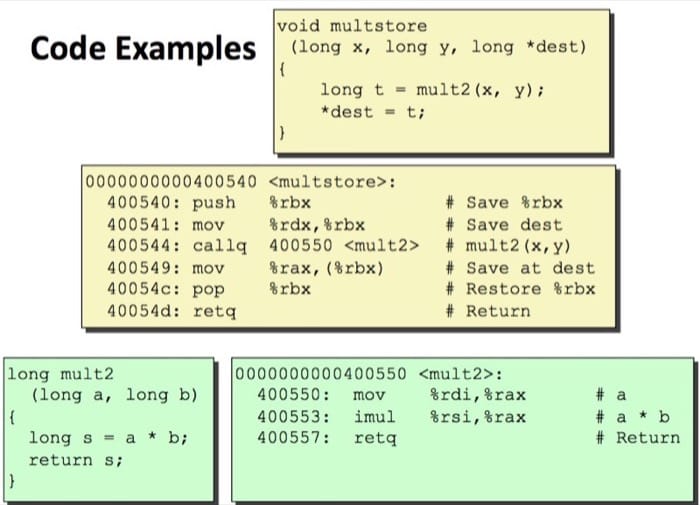 Code Examples
void multstore
(long x, long y, long *dest)
{
long t = mult2(x, y);
*dest = t;
}
0000000000400540 <multstore>:
400540: push %rbx # Save %rbx
400541: mov %rdx,%rbx # Save dest
400544: callq 400550 <mult2> # mult2(x,y)
400549: mov %rax,(%rbx) # Save at dest
40054c: pop %rbx # Restore %rbx
40054d: retq # Return
long mult2
(long a, long b)
{
long s = a * b;
return s;
}
0000000000400550 <mult2>:
400550: mov %rdi,%rax # a
400553: imul %rsi,%rax # a * b
400557: retq # Return